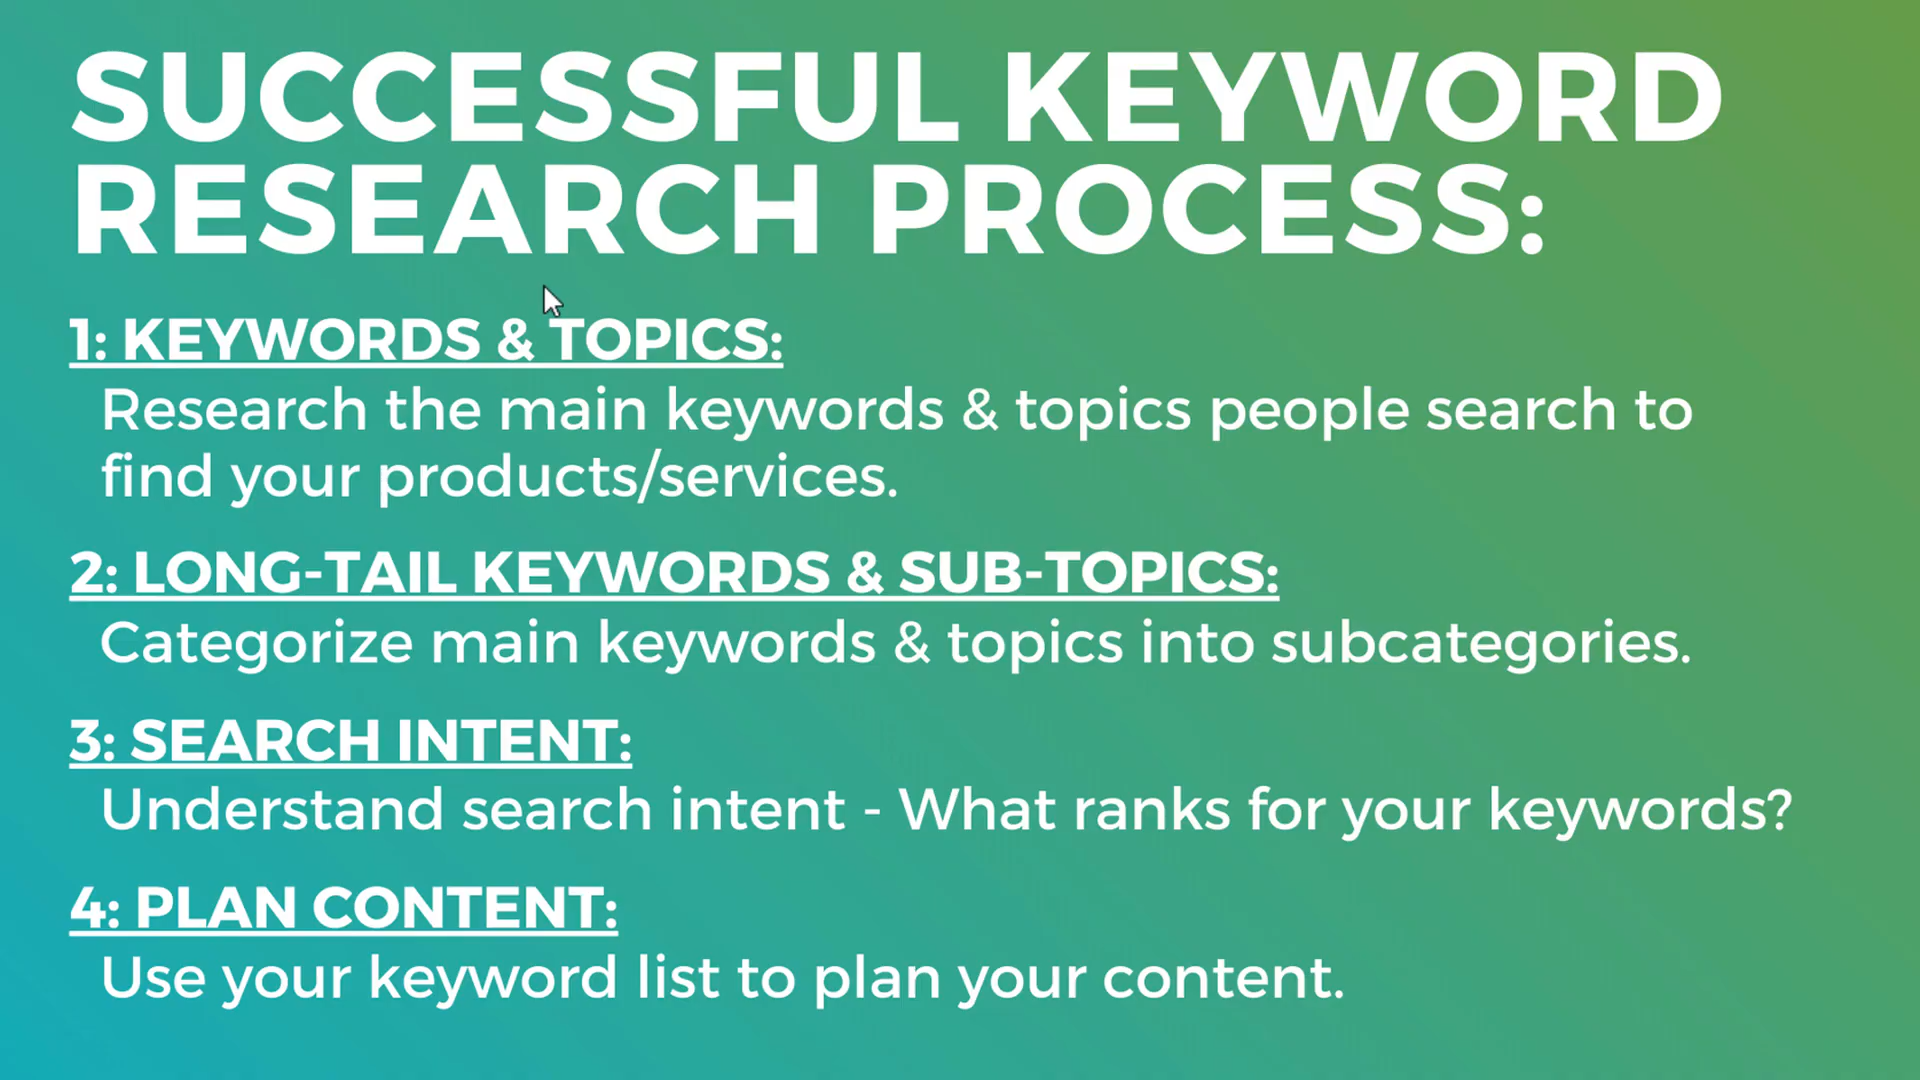 SUCCESSFUL KEYWORD
RESEARCH PROCESS:
1: KEYWORDS & TOPICS:
Research the main keywords & topics people search to
find your products/services.
2: LONG-TAIL KEYWORDS & SUB-TOPICS:
Categorize main keywords & topics into subcategories.
3: SEARCH INTENT:
Understand search intent - What ranks for your keywords?
4: PLAN CONTENT:
Use your keyword list to plan your content.